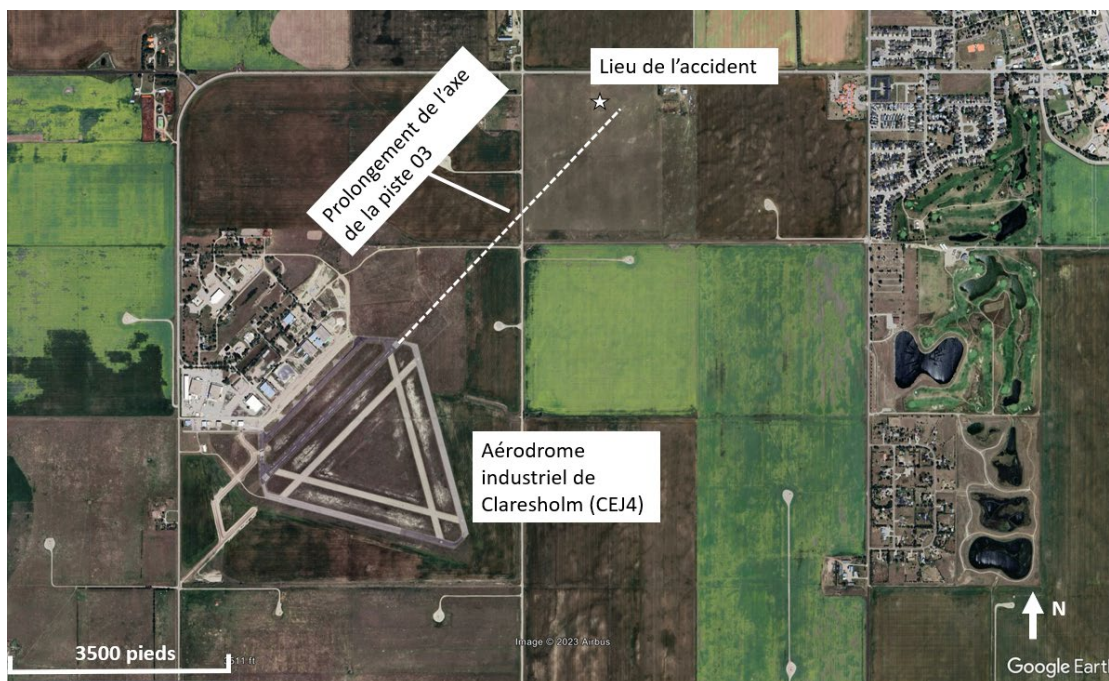 Lieu de l'accident
Prolongement de l'axe
de la piste 03
Aérodrome
industriel de
Claresholm (CEJ4)
3500 pieds
Image © 2023 Airbus
N
Google Earth